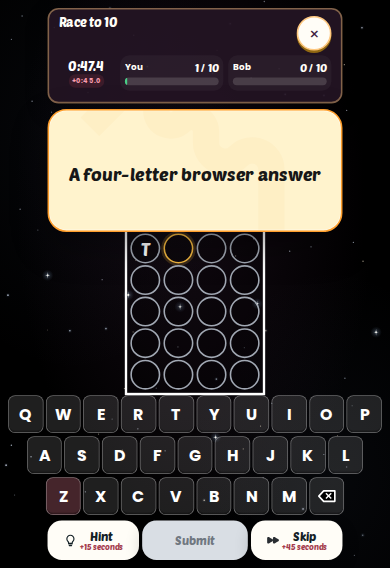 Race to 10
×
0:47.4
+0:45.0
You
1 / 10
Bob
0 / 10
A four-letter browser answer
T
Q W E R T Y U I O P
A S D F G H J K L
Z X C V B N M
Hint
+15 seconds
Submit
Skip
+45 seconds